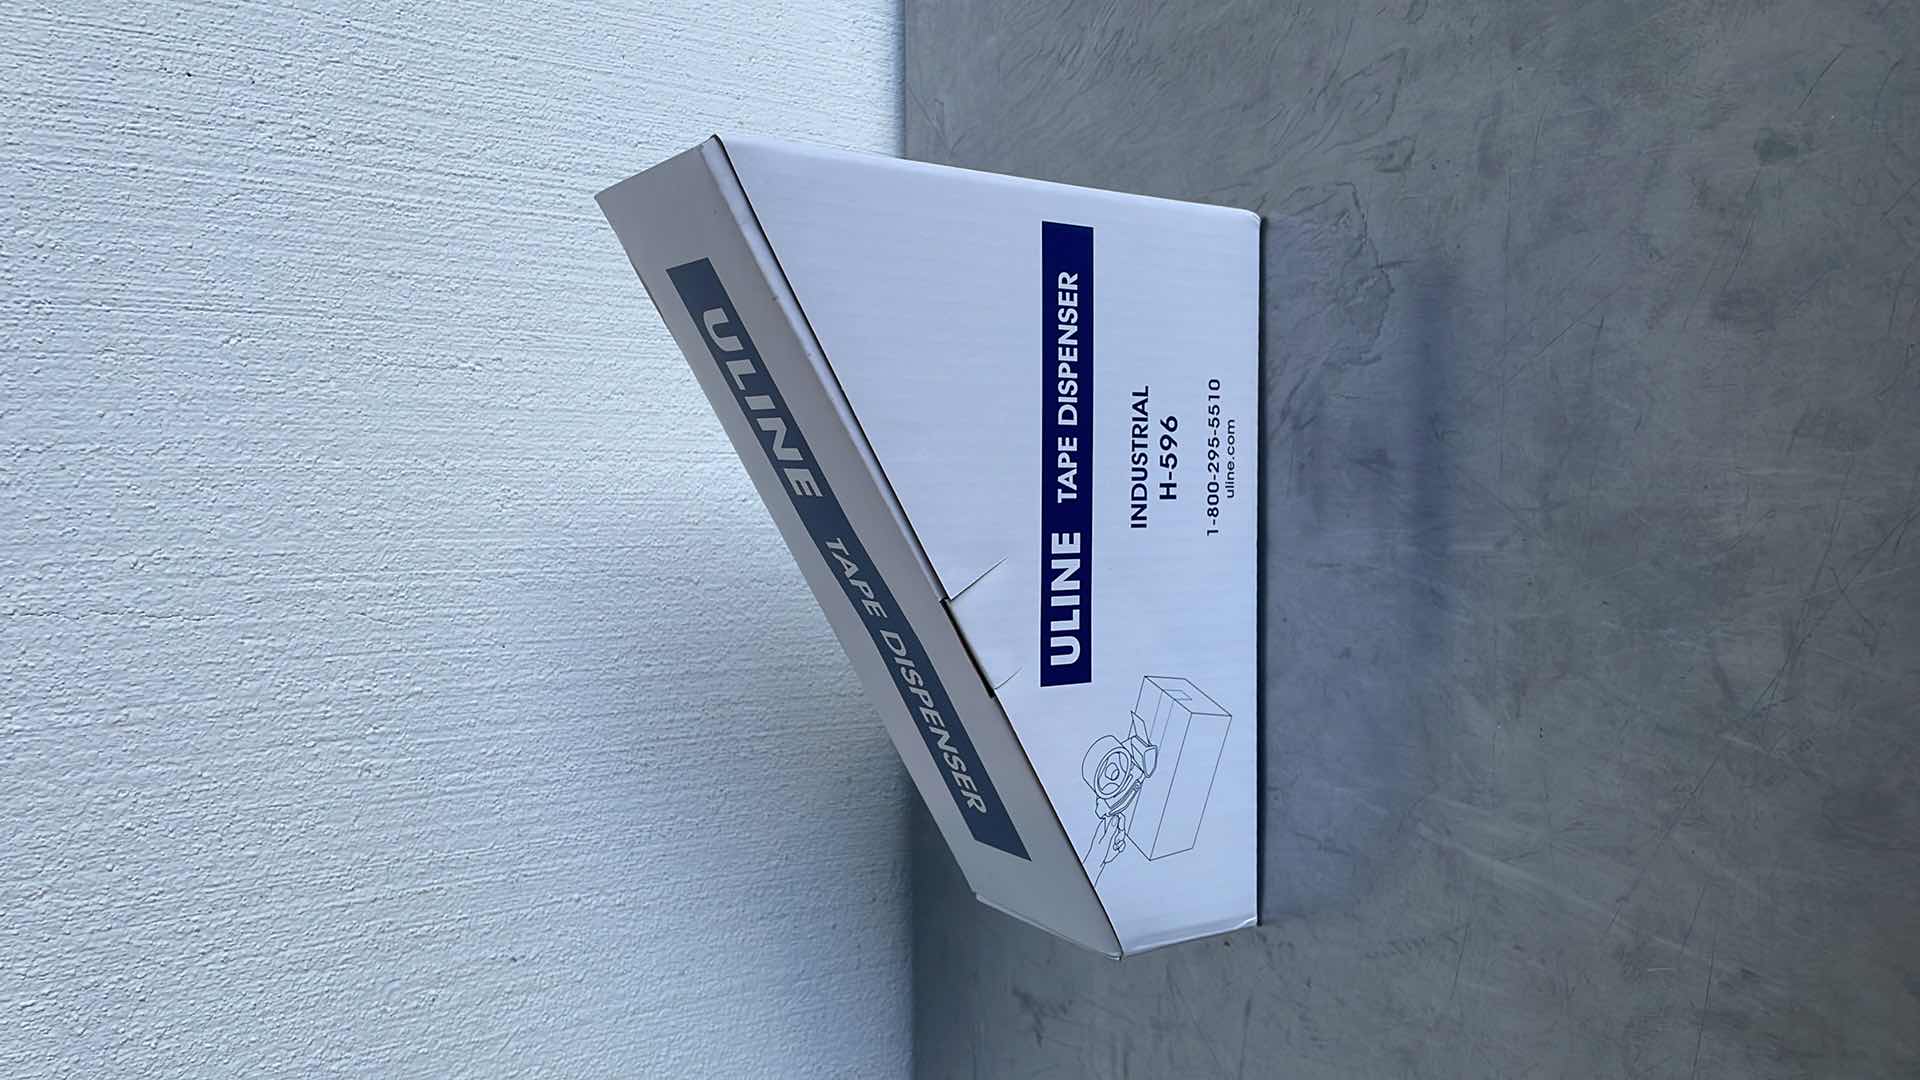 ULINE TAPE DISPENSER
ULINE TAPE DISPENSER
INDUSTRIAL
H-596
1-800-295-5510
uline.com